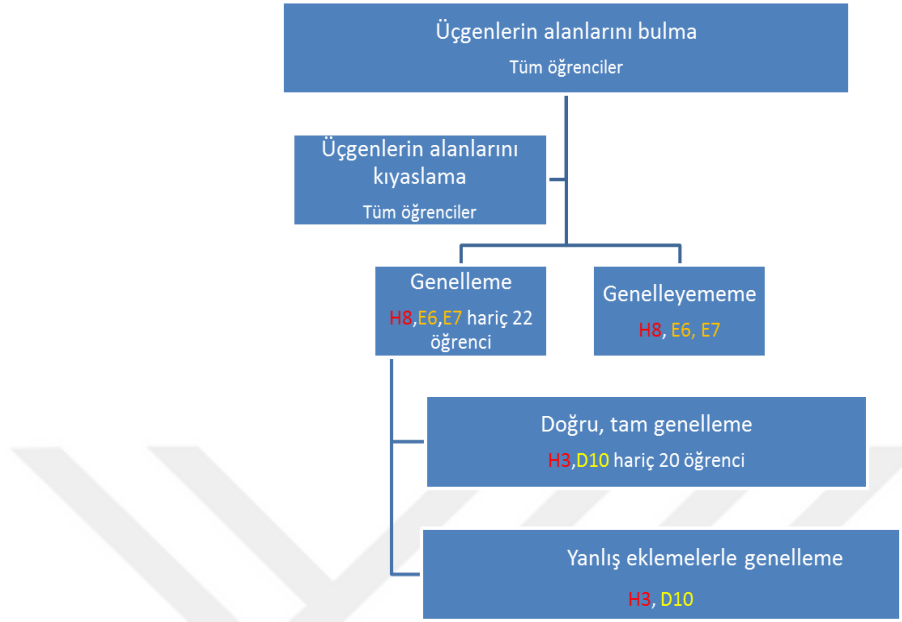 Üçgenlerin alanlarını bulma
Tüm öğrenciler
Üçgenlerin alanlarını
kıyaslama
Tüm öğrenciler
Genelleme
H8,E6,E7 hariç 22
öğrenci
Genelleyememe
H8, E6, E7
Doğru, tam genelleme
H3,D10 hariç 20 öğrenci
Yanlış eklemelerle genelleme
H3, D10